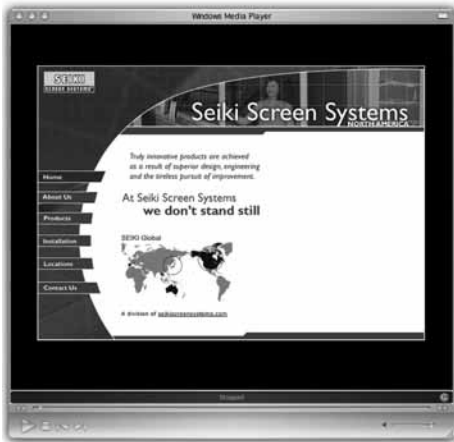 Windows Media Player
SEIKI
SCREEN SYSTEMS
Seiki Screen Systems
NORTH AMERICA
Truly innovative products are achieved
as a result of superior design, engineering
and the tireless pursuit of improvement.
Home
About Us
At Seiki Screen Systems
we don't stand still
Products
Installation
SEIKI Global
Locations
Contact Us
A division of seikiscreensystems.com
Stopped